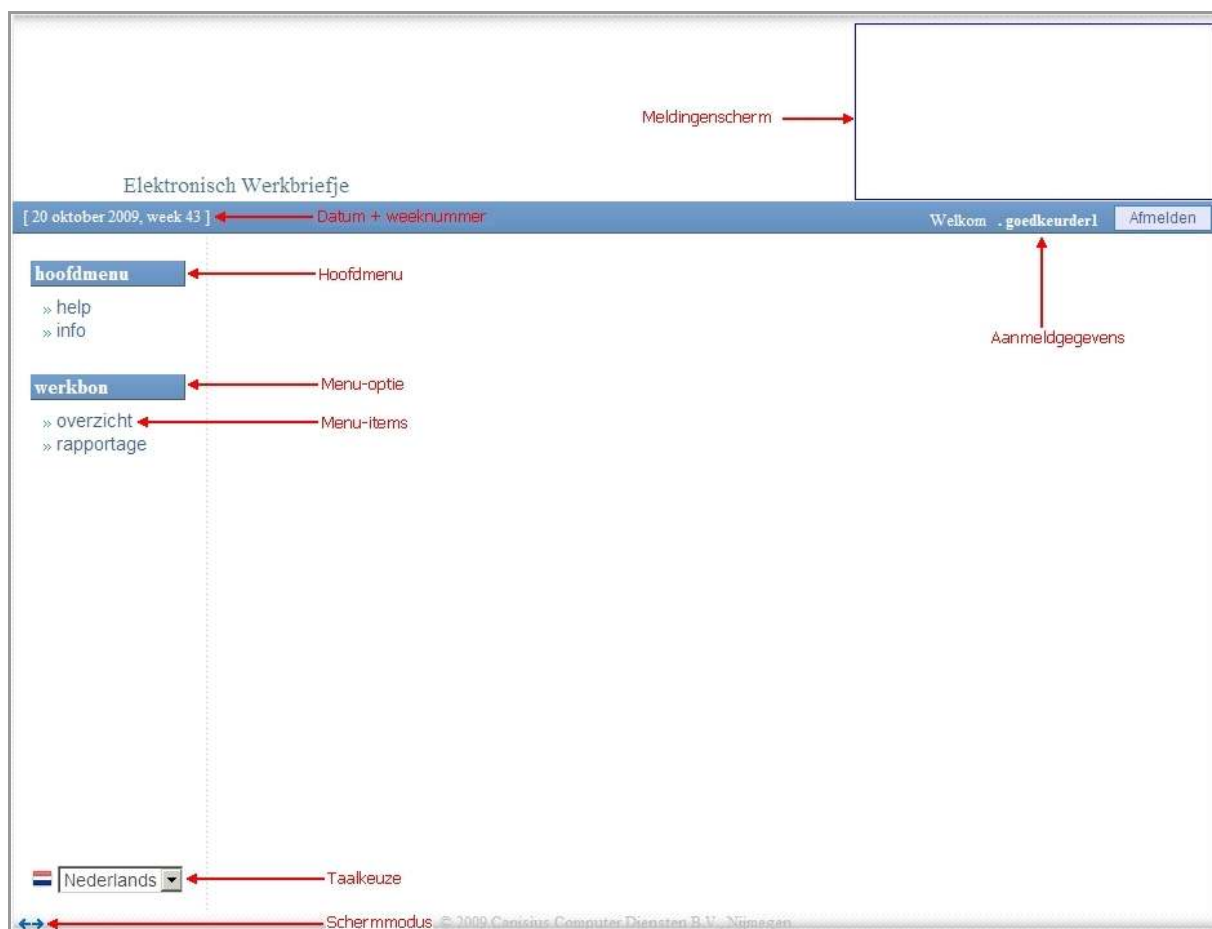 Meldingenscherm
Elektronisch Werkbriefje
[ 20 oktober 2009, week 43 ] Datum + weeknummer Welkom . goedkeurder1 Afmelden
hoofdmenu Hoofdmenu
» help
» info
Aanmeldgegevens
werkbon Menu-optie
» overzicht Menu-items
» rapportage
Nederlands Taalkeuze
Schermmodus © 2009 Canisius Computer Diensten B.V., Nijmegen